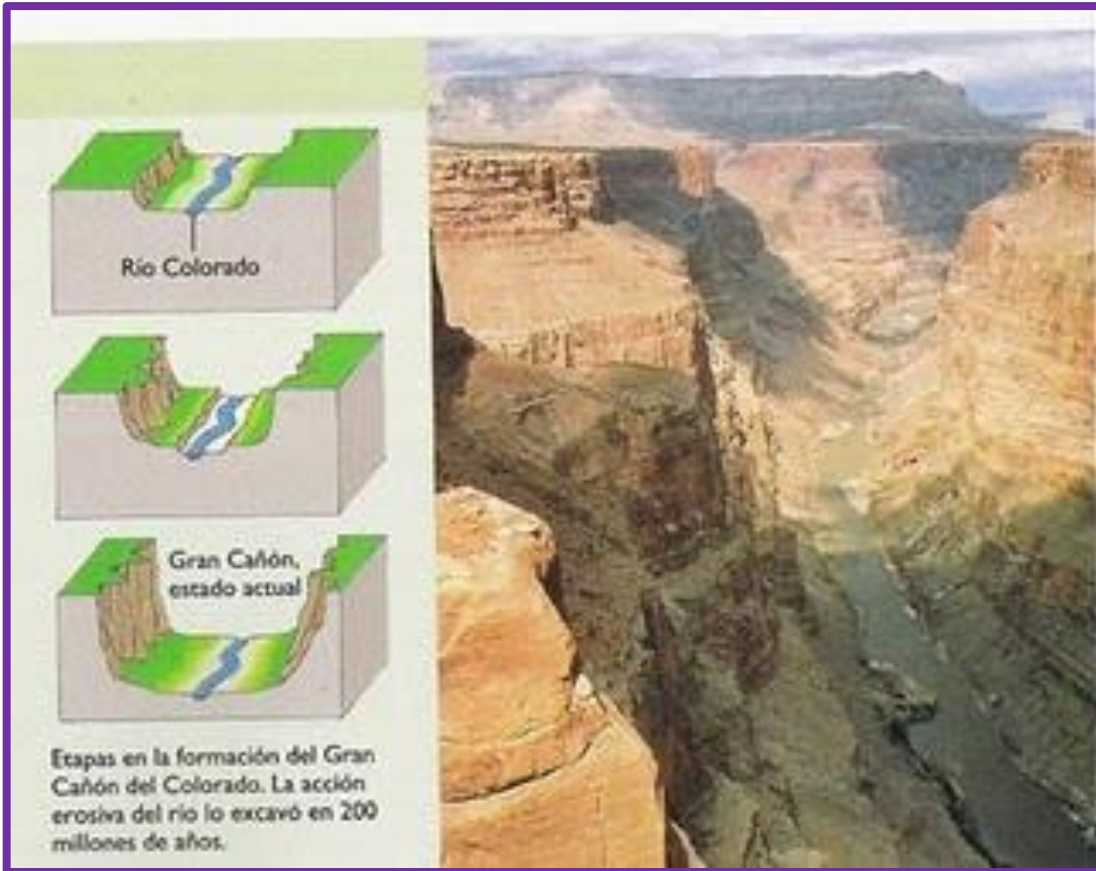 Río Colorado
Gran Cañón,
estado actual
Etapas en la formación del Gran
Cañón del Colorado. La acción
erosiva del río lo excavó en 200
millones de años.